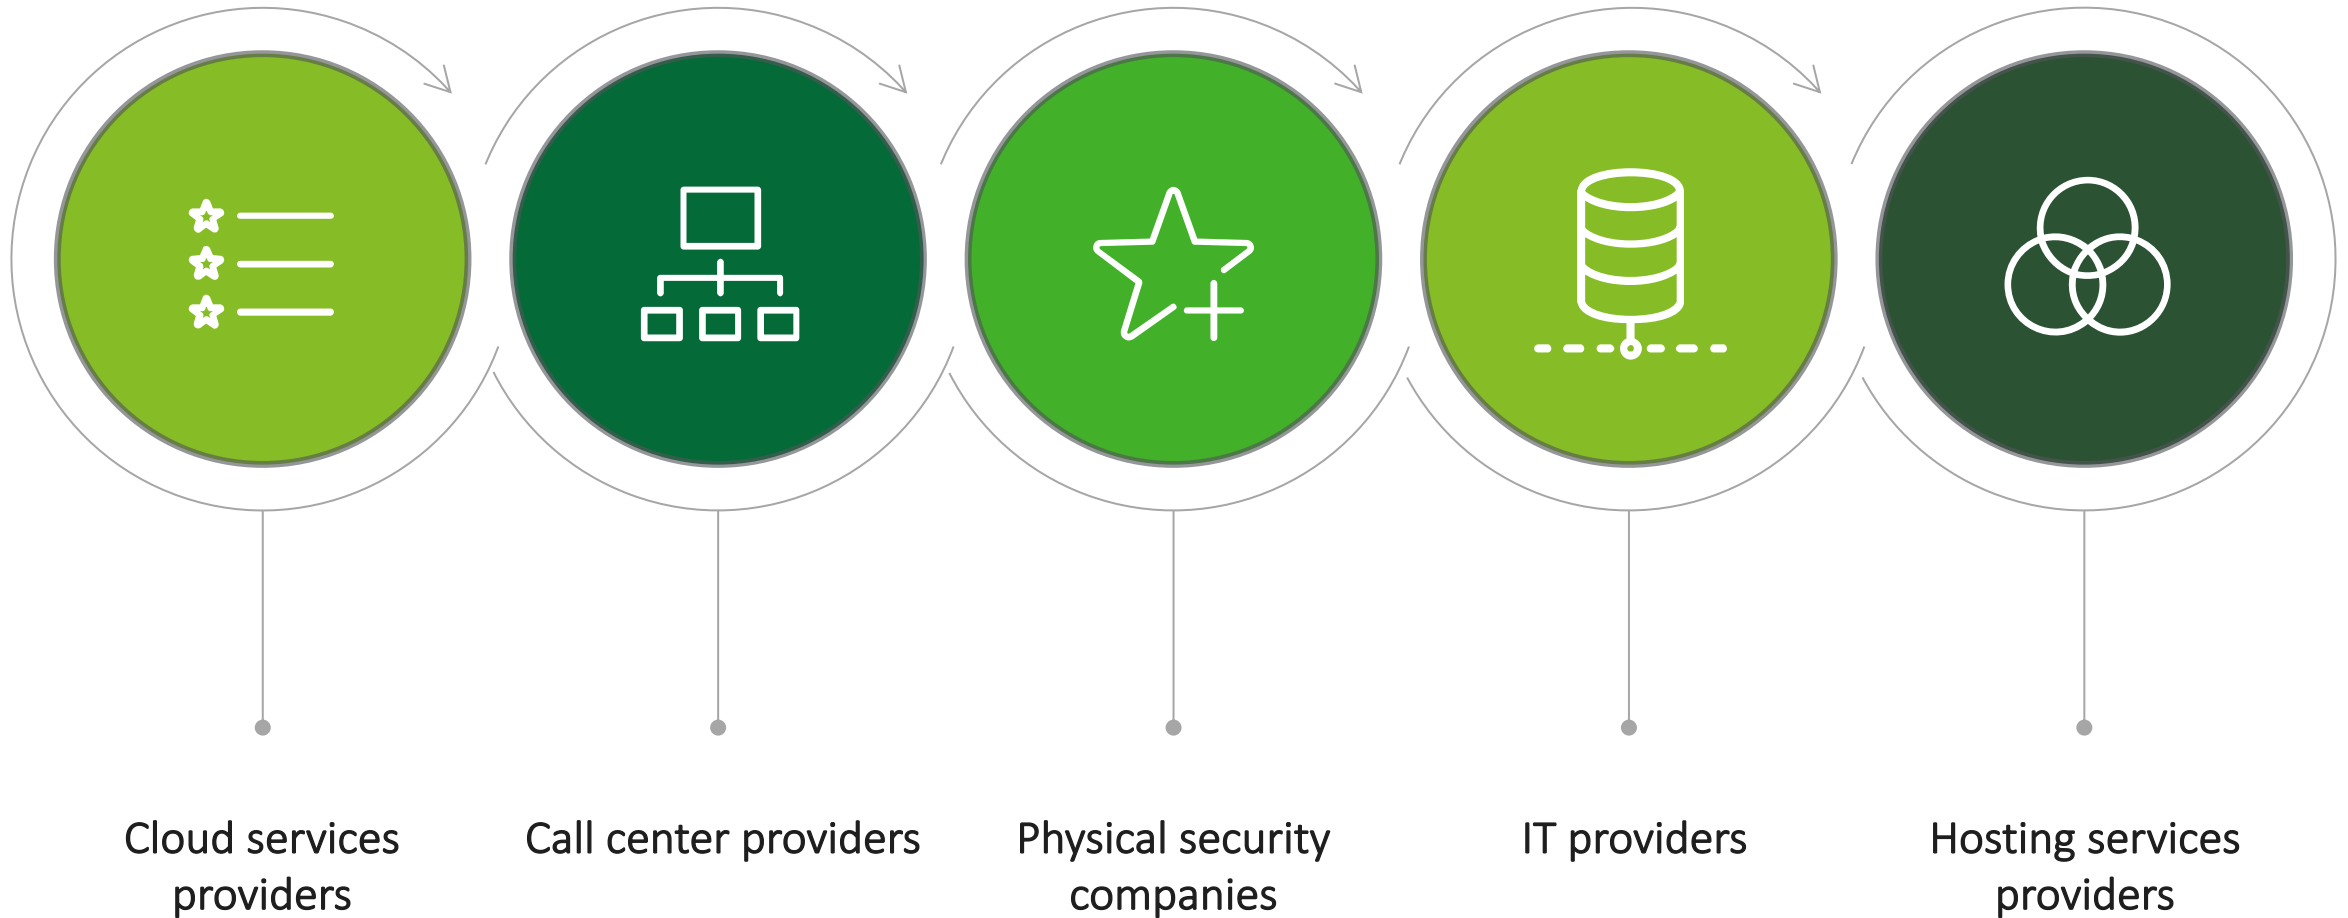 Cloud services
providers
Call center providers
Physical security
companies
IT providers
Hosting services
providers